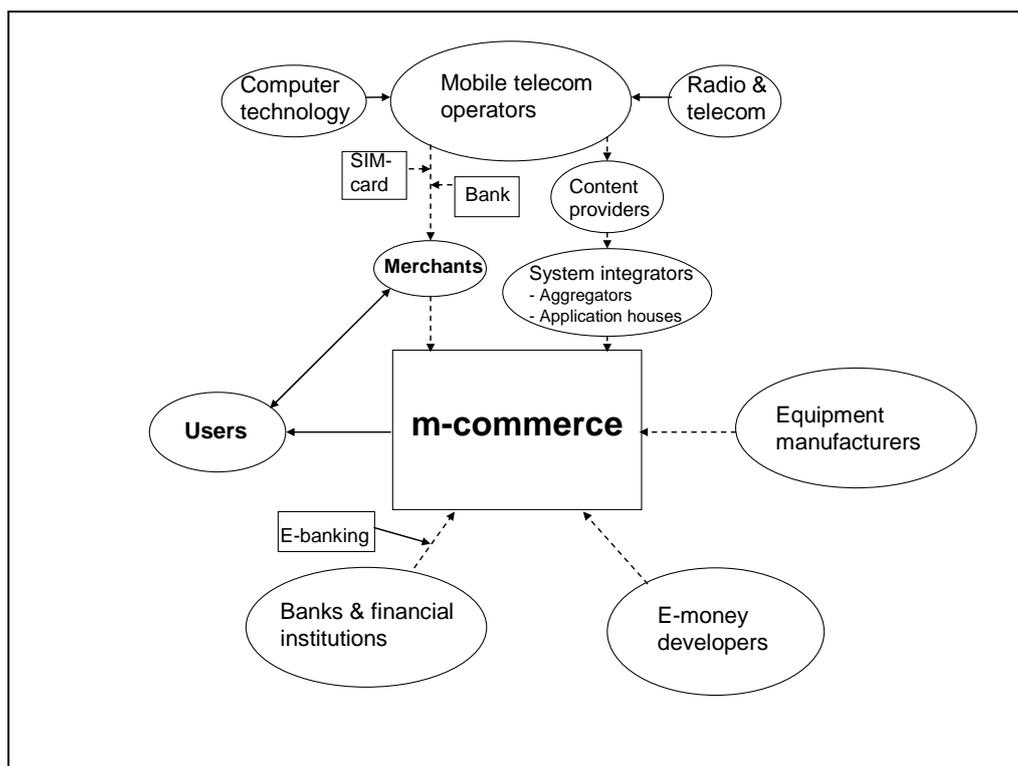 Computer
technology
Mobile telecom
operators
Radio &
telecom
SIM-
card
Bank
Content
providers
Merchants
System integrators
- Aggregators
- Application houses
m-commerce
Users
Equipment
manufacturers
E-banking
Banks & financial
institutions
E-money
developers